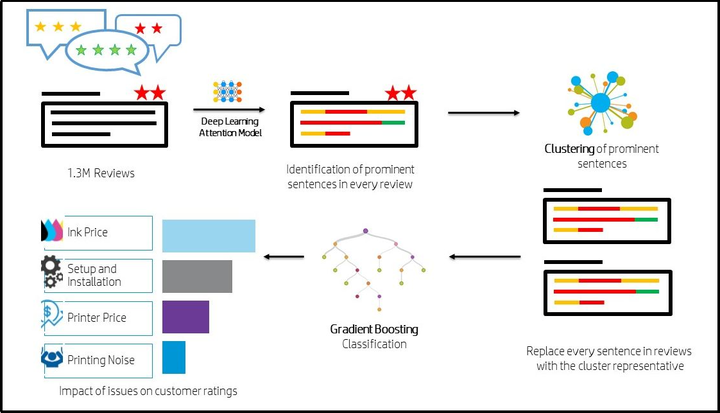 Deep Learning
Attention Model
1.3M Reviews
Identification of prominent
sentences in every review
Clustering of prominent
sentences
Replace every sentence in reviews
with the cluster representative
Gradient Boosting
Classification
Ink Price
Setup and
Installation
Printer Price
Printing Noise
Impact of issues on customer ratings